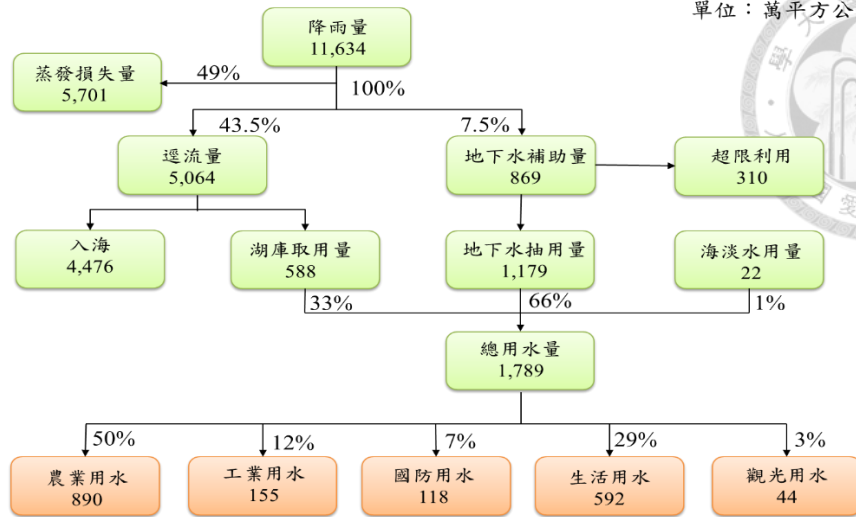 單位：萬平方公
降雨量
11,634
蒸發損失量
5,701
49%
100%
43.5%
7.5%
逕流量
5,064
地下水補助量
869
超限利用
310
入海
4,476
湖庫取用量
588
地下水抽用量
1,179
海淡水用量
22
33%
66%
1%
總用水量
1,789
50%
12%
7%
29%
3%
農業用水
890
工業用水
155
國防用水
118
生活用水
592
觀光用水
44
學
愛